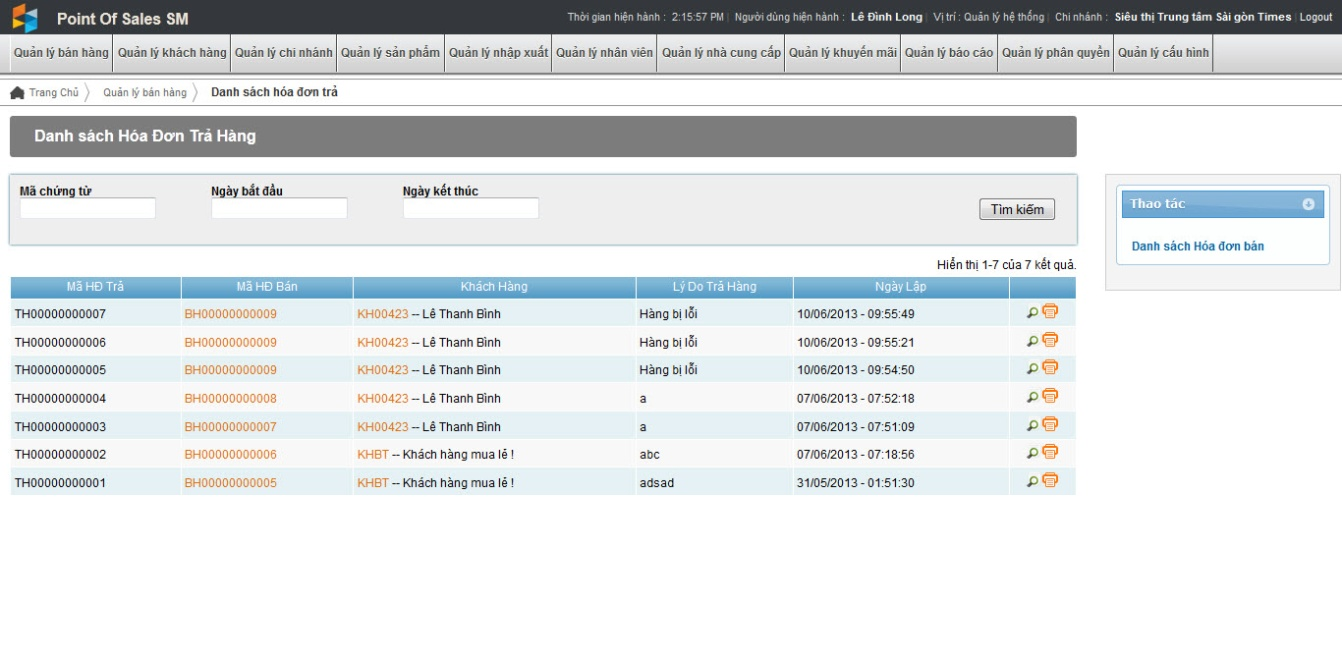 Point Of Sales SM
Thời gian hiện hành : 2:15:57 PM | Người dùng hiện hành : Lê Đình Long | Vị trí : Quản lý hệ thống | Chi nhánh : Siêu thị Trung tâm Sài gòn Times | Logout
Quản lý bán hàng Quản lý khách hàng Quản lý chi nhánh Quản lý sản phẩm Quản lý nhập xuất Quản lý nhân viên Quản lý nhà cung cấp Quản lý khuyến mãi Quản lý báo cáo Quản lý phân quyền Quản lý cấu hình
Trang Chủ Quản lý bán hàng Danh sách hóa đơn trả
Danh sách Hóa Đơn Trả Hàng
Mã chứng từ Ngày bắt đầu Ngày kết thúc
Tìm kiếm
Thao tác
Danh sách Hóa đơn bán
Hiển thị 1-7 của 7 kết quả.
Mã HĐ Trả Mã HĐ Bán Khách Hàng Lý Do Trả Hàng Ngày Lập
TH00000000007 BH00000000009 KH00423 -- Lê Thanh Bình Hàng bị lỗi 10/06/2013 - 09:55:49
TH00000000006 BH00000000009 KH00423 -- Lê Thanh Bình Hàng bị lỗi 10/06/2013 - 09:55:21
TH00000000005 BH00000000009 KH00423 -- Lê Thanh Bình Hàng bị lỗi 10/06/2013 - 09:54:50
TH00000000004 BH00000000008 KH00423 -- Lê Thanh Bình a 07/06/2013 - 07:52:18
TH00000000003 BH00000000007 KH00423 -- Lê Thanh Bình a 07/06/2013 - 07:51:09
TH00000000002 BH00000000006 KHBT -- Khách hàng mua lẻ ! abc 07/06/2013 - 07:18:56
TH00000000001 BH00000000005 KHBT -- Khách hàng mua lẻ ! adsad 31/05/2013 - 01:51:30